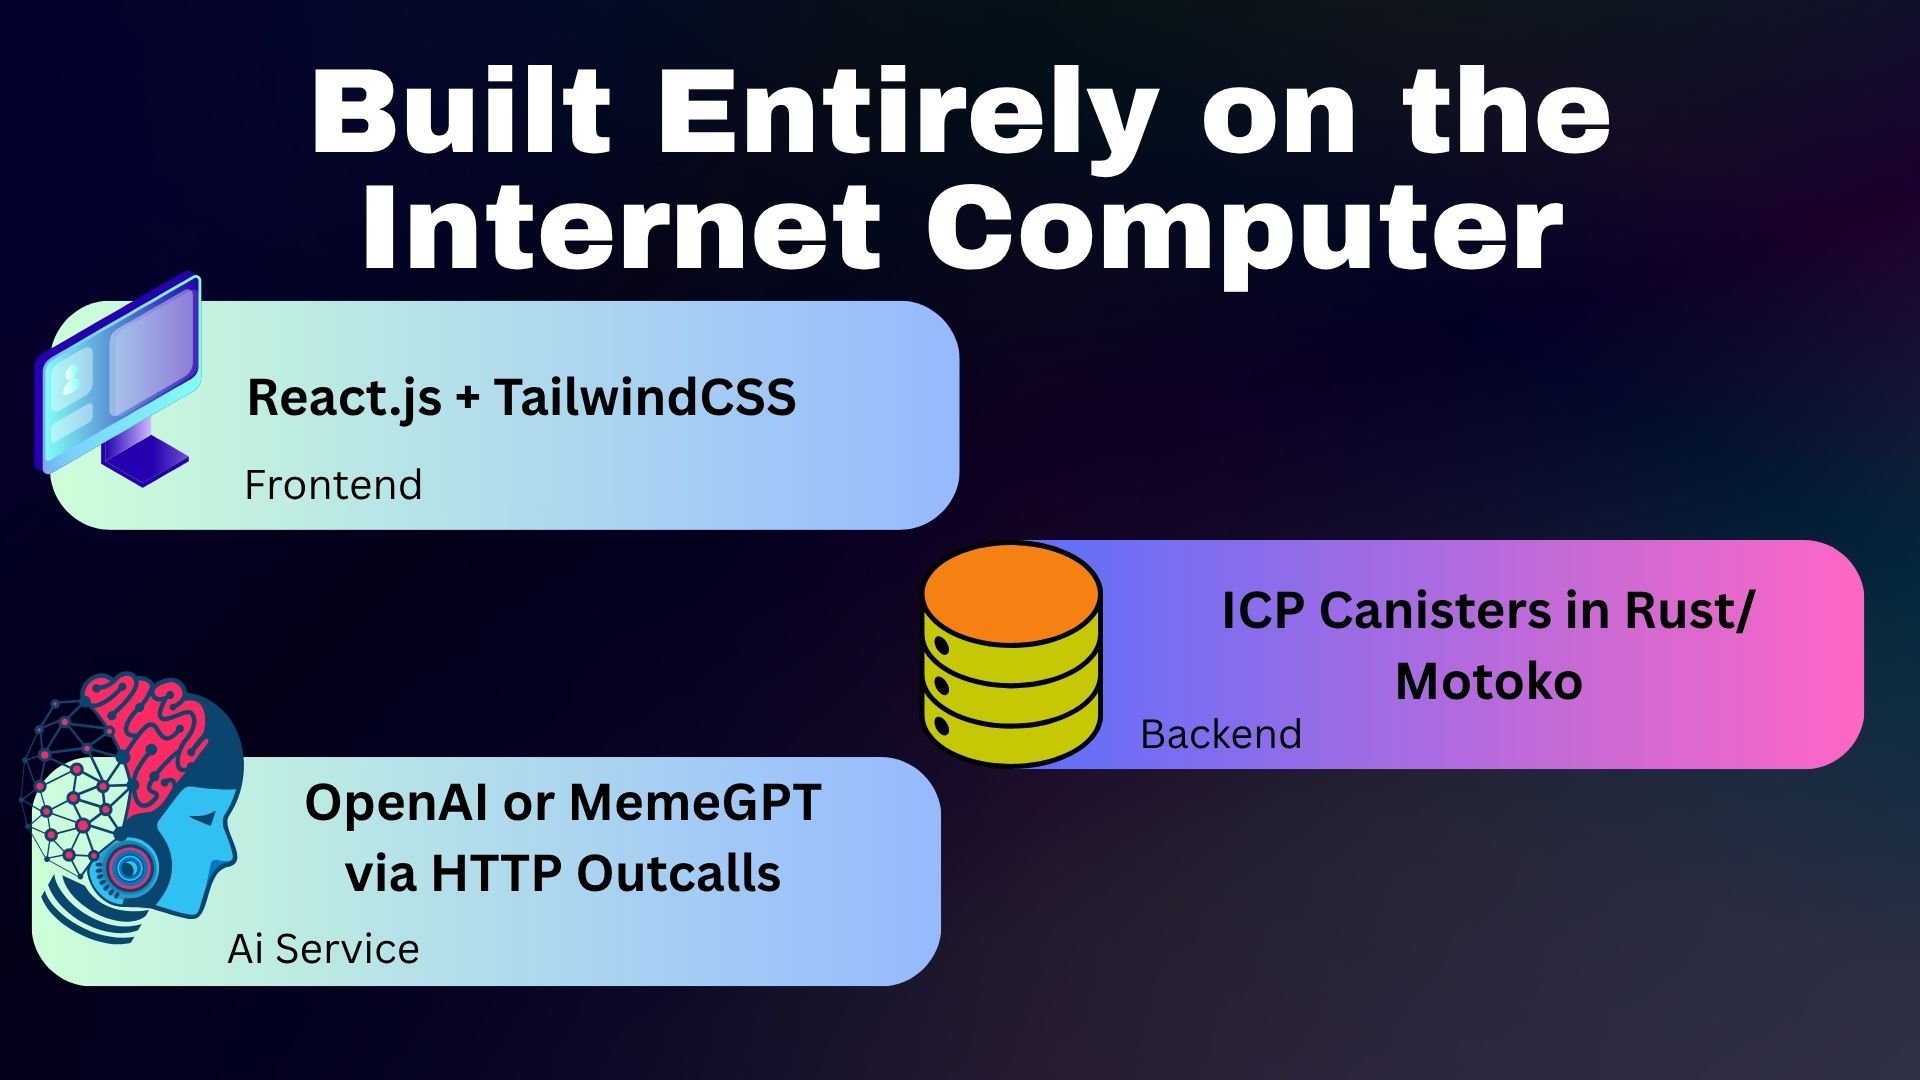 Built Entirely on the
Internet Computer
React.js + TailwindCSS
Frontend
ICP Canisters in Rust/
Motoko
Backend
OpenAI or MemeGPT
via HTTP Outcalls
Ai Service